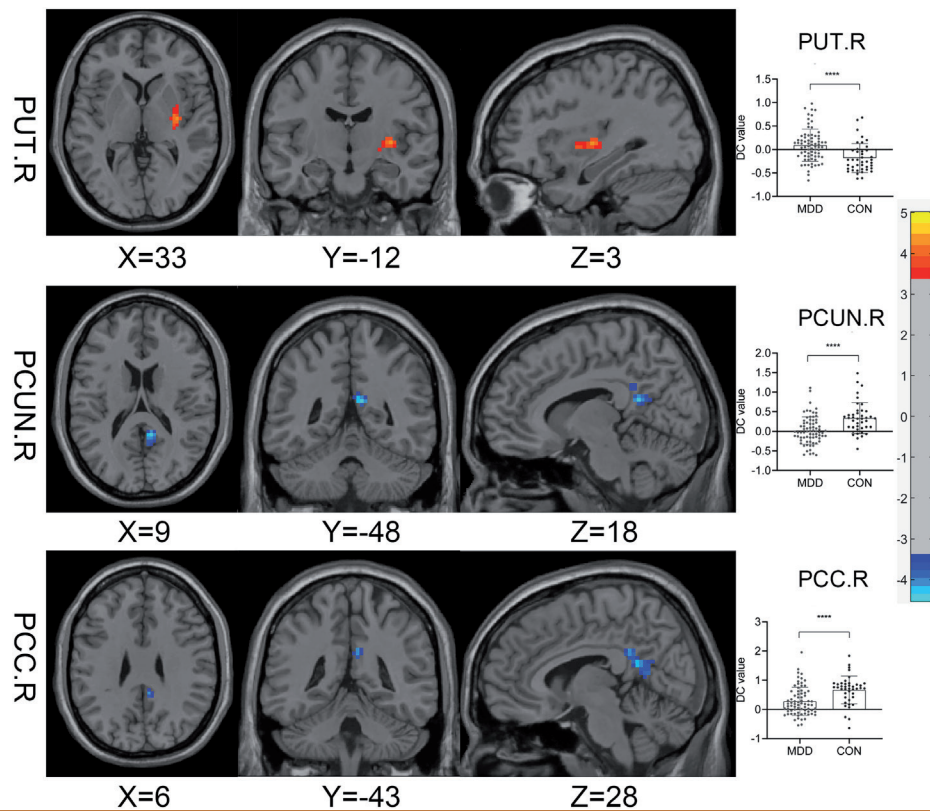 PUT.R
X=33
Y=-12
Z=3
PUT.R
****
DC value
1.5
1.0
0.5
0.0
-0.5
-1.0
MDD
CON
PCUN.R
X=9
Y=-48
Z=18
PCUN.R
****
DC value
2.0
1.5
1.0
0.5
0.0
-0.5
-1.0
MDD
CON
PCC.R
X=6
Y=-43
Z=28
PCC.R
****
DC value
3
2
1
0
-1
MDD
CON
5
4
3
2
1
0
-1
-2
-3
-4